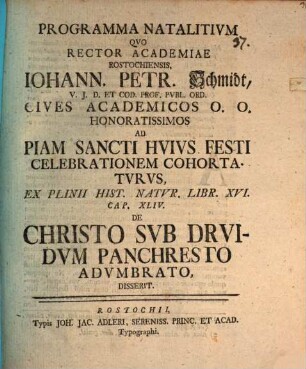 PROGRAMMA NATALITIVM
QVO
37.
RECTOR ACADEMIAE
ROSTOCHIENSIS,
IOHANN. PETR. Schmidt,
V. J. D. ET COD. PROF. PVBL. ORD.
CIVES ACADEMICOS O. O.
HONORATISSIMOS
AD
PIAM SANCTI HVIVS FESTI
CELEBRATIONEM COHORTA-
TVRVS,
EX PLINII HIST. NATVR. LIBR. XVI.
CAP. XLIV.
DE
CHRISTO SVB DRVI-
DVM PANCHRESTO
ADVMBRATO,
DISSERIT.
ROSTOCHII,
Typis JOH. JAC. ADLERI, SERENISS. PRINC. ET ACAD.
Typographi.